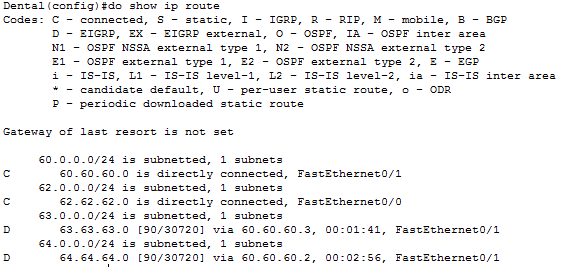 Dental(config)#do show ip route
Codes: C - connected, S - static, I - IGRP, R - RIP, M - mobile, B - BGP
D - EIGRP, EX - EIGRP external, O - OSPF, IA - OSPF inter area
N1 - OSPF NSSA external type 1, N2 - OSPF NSSA external type 2
E1 - OSPF external type 1, E2 - OSPF external type 2, E - EGP
i - IS-IS, L1 - IS-IS level-1, L2 - IS-IS level-2, ia - IS-IS inter area
* - candidate default, U - per-user static route, o - ODR
P - periodic downloaded static route
Gateway of last resort is not set
60.0.0.0/24 is subnetted, 1 subnets
C 60.60.60.0 is directly connected, FastEthernet0/1
62.0.0.0/24 is subnetted, 1 subnets
C 62.62.62.0 is directly connected, FastEthernet0/0
63.0.0.0/24 is subnetted, 1 subnets
D 63.63.63.0 [90/30720] via 60.60.60.3, 00:01:41, FastEthernet0/1
64.0.0.0/24 is subnetted, 1 subnets
D 64.64.64.0 [90/30720] via 60.60.60.2, 00:02:56, FastEthernet0/1